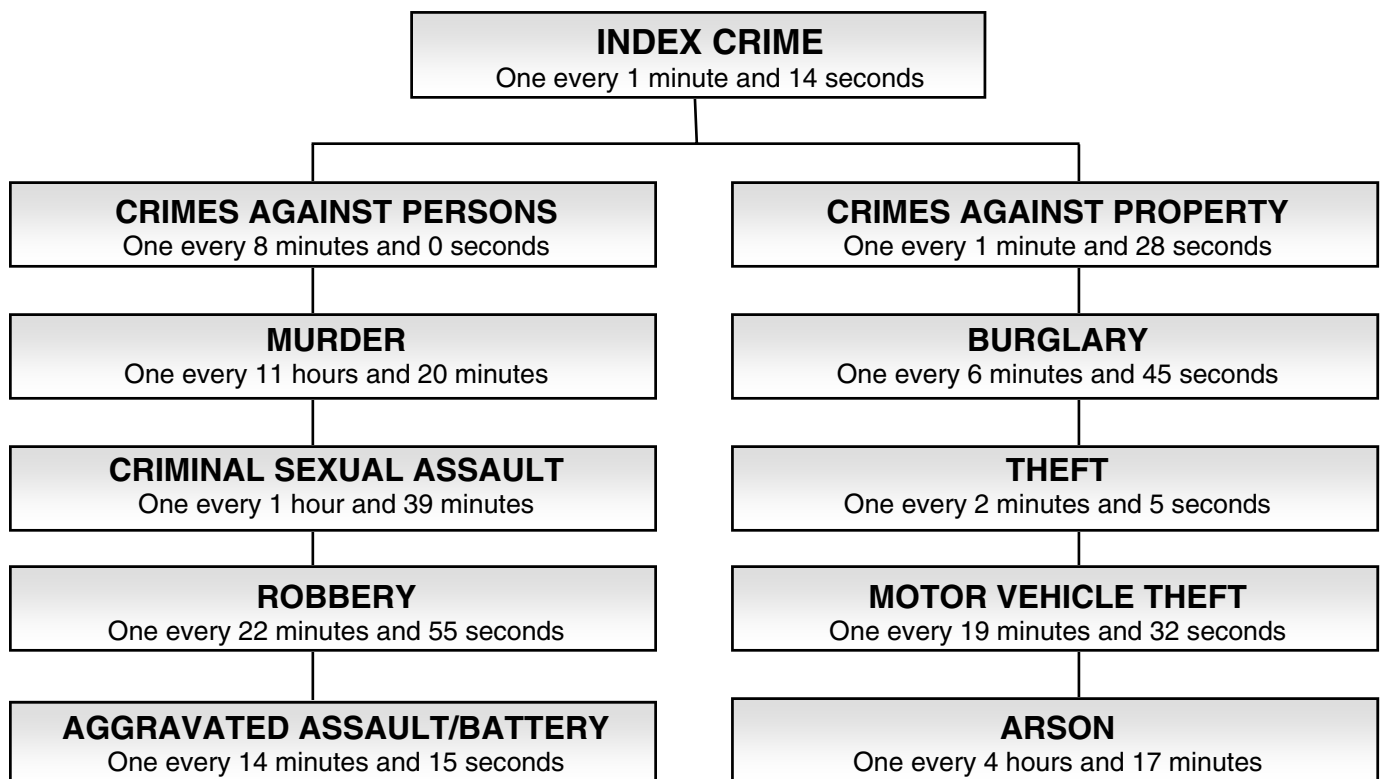 INDEX CRIME
One every 1 minute and 14 seconds
CRIMES AGAINST PERSONS
One every 8 minutes and 0 seconds
MURDER
One every 11 hours and 20 minutes
CRIMINAL SEXUAL ASSAULT
One every 1 hour and 39 minutes
ROBBERY
One every 22 minutes and 55 seconds
AGGRAVATED ASSAULT/BATTERY
One every 14 minutes and 15 seconds
CRIMES AGAINST PROPERTY
One every 1 minute and 28 seconds
BURGLARY
One every 6 minutes and 45 seconds
THEFT
One every 2 minutes and 5 seconds
MOTOR VEHICLE THEFT
One every 19 minutes and 32 seconds
ARSON
One every 4 hours and 17 minutes